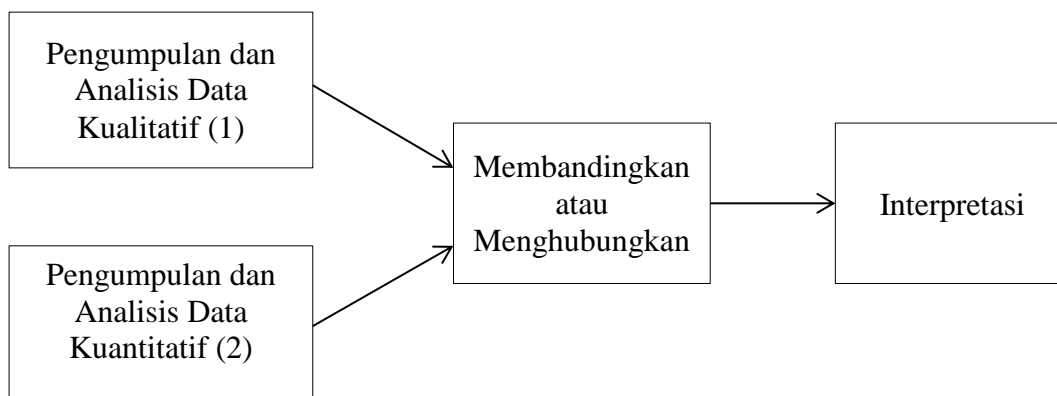 Pengumpulan dan
Analisis Data
Kualitatif (1)
Pengumpulan dan
Analisis Data
Kuantitatif (2)
Membandingkan
atau
Menghubungkan
Interpretasi